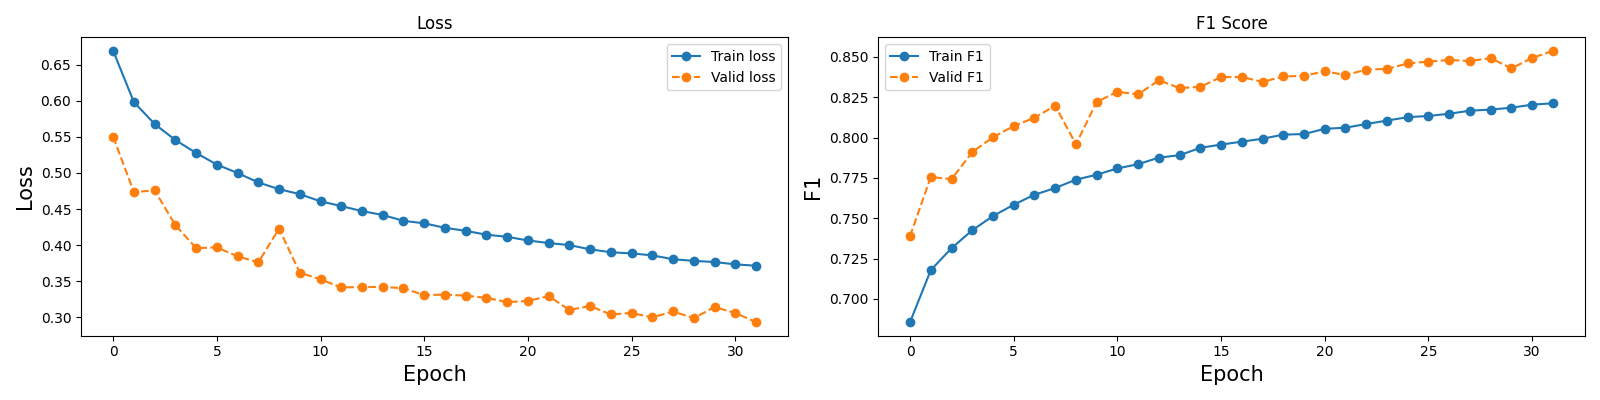 Loss
Train loss
Valid loss
Loss
0.65
0.60
0.55
0.50
0.45
0.40
0.35
0.30
0 5 10 15 20 25 30
Epoch
F1 Score
Train F1
Valid F1
F1
0.850
0.825
0.800
0.775
0.750
0.725
0.700
0 5 10 15 20 25 30
Epoch